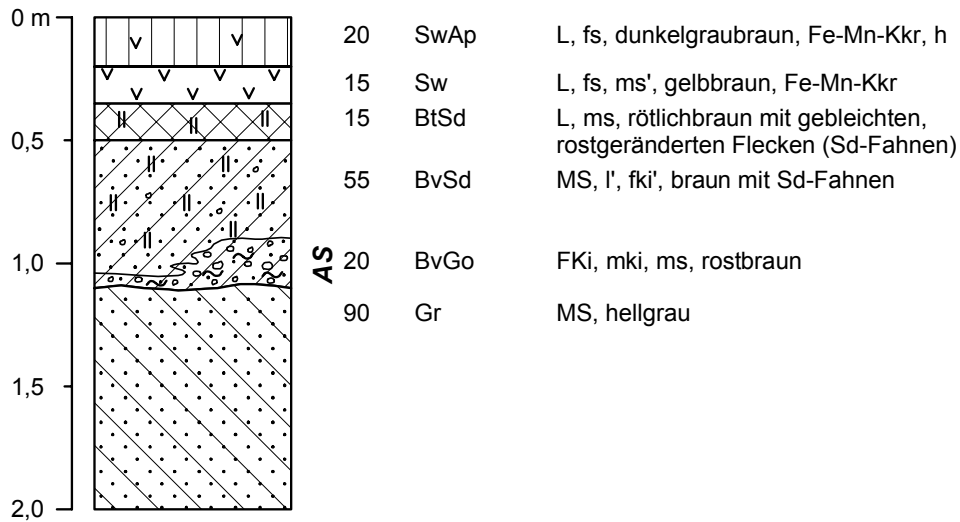 0 m
20 SwAp L, fs, dunkelgraubraun, Fe-Mn-Kkr, h
15 Sw L, fs, ms', gelbbraun, Fe-Mn-Kkr
15 BtSd L, ms, rötlichbraun mit gebleichten,
rostgeränderten Flecken (Sd-Fahnen)
0,5
55 BvSd MS, l', fki', braun mit Sd-Fahnen
1,0
AS
20 BvGo FKi, mki, ms, rostbraun
90 Gr MS, hellgrau
1,5
2,0